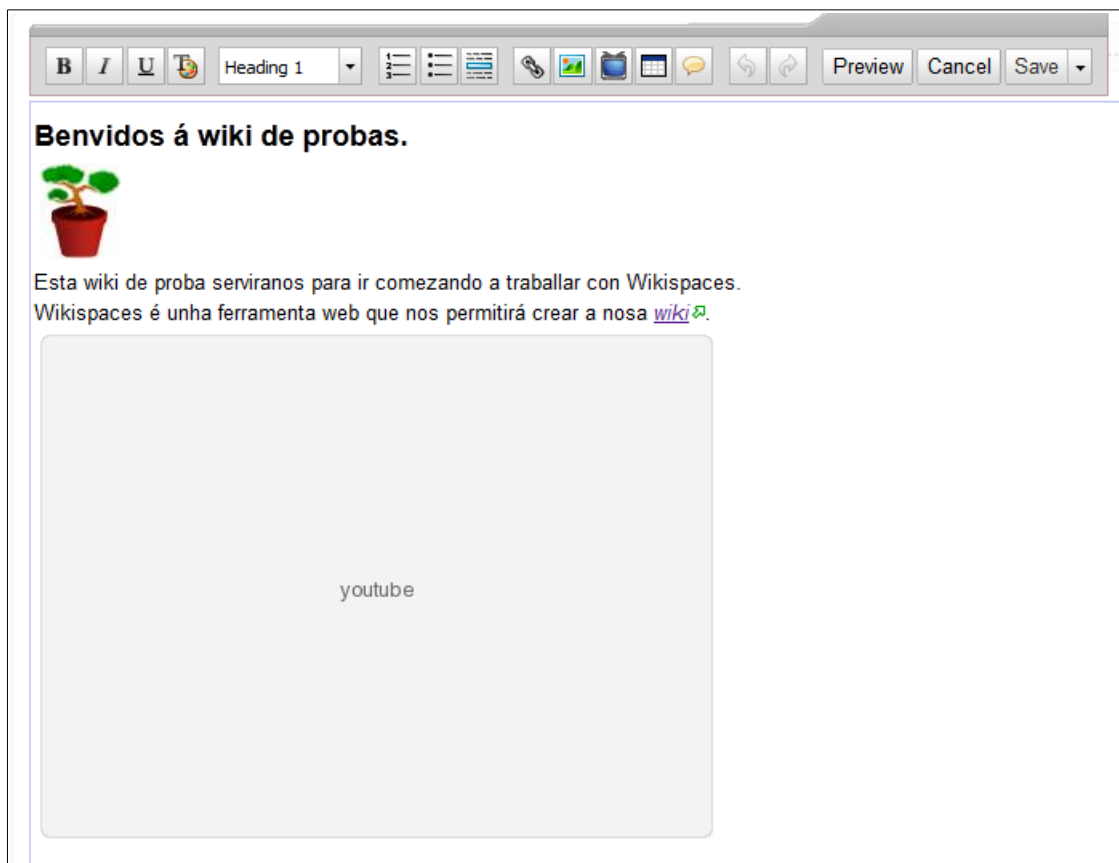 B I U T Heading 1 Preview Cancel Save
Benvidos á wiki de probas.
Esta wiki de proba serviranos para ir comezando a traballar con Wikispaces.
Wikispaces é unha ferramenta web que nos permitirá crear a nosa wiki.
youtube